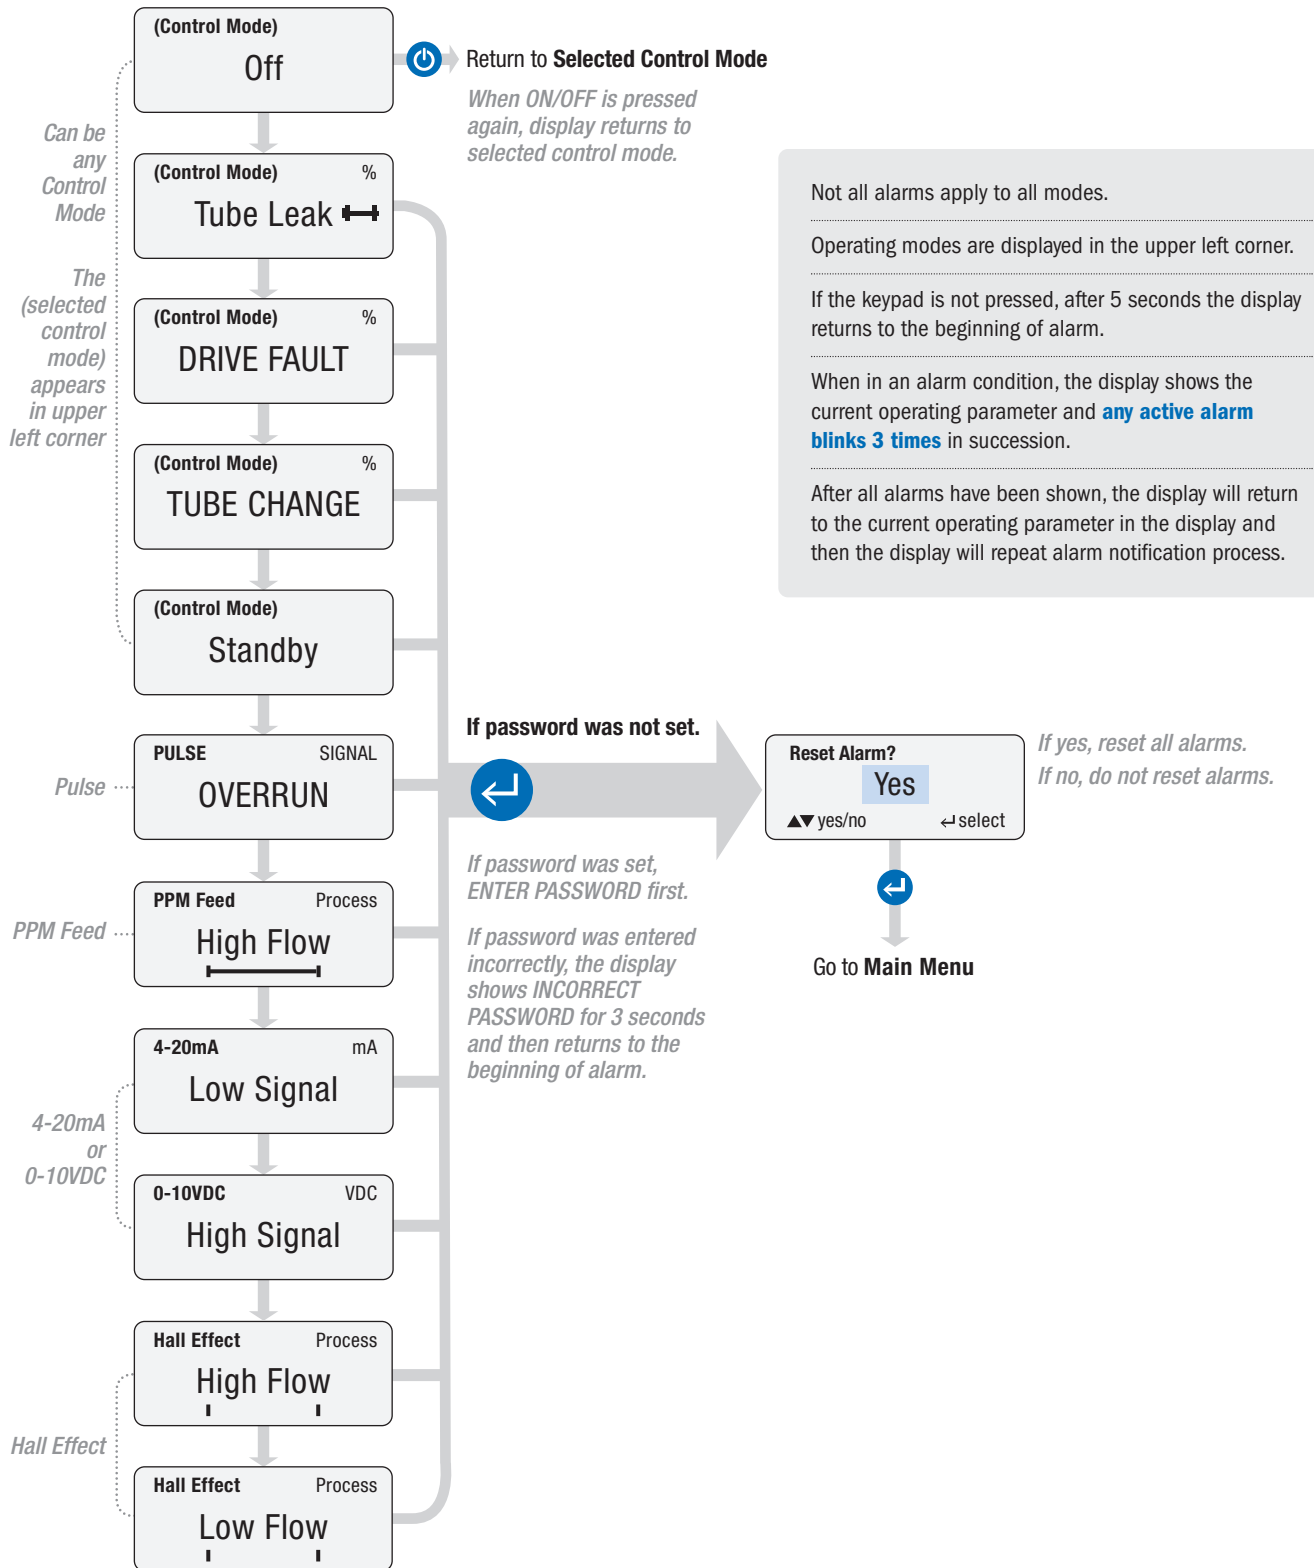 (Control Mode)
Off
Return to Selected Control Mode
When ON/OFF is pressed
again, display returns to
selected control mode.
Can be
any
Control
Mode
The
(selected
control
mode)
appears
in upper
left corner
(Control Mode) %
Tube Leak
(Control Mode) %
DRIVE FAULT
(Control Mode) %
TUBE CHANGE
(Control Mode)
Standby
Not all alarms apply to all modes.
Operating modes are displayed in the upper left corner.
If the keypad is not pressed, after 5 seconds the display
returns to the beginning of alarm.
When in an alarm condition, the display shows the
current operating parameter and any active alarm
blinks 3 times in succession.
After all alarms have been shown, the display will return
to the current operating parameter in the display and
then the display will repeat alarm notification process.
Pulse
PULSE SIGNAL
OVERRUN
PPM Feed
PPM Feed Process
High Flow
4-20mA
or
0-10VDC
4-20mA mA
Low Signal
0-10VDC VDC
High Signal
Hall Effect
Hall Effect Process
High Flow
Hall Effect Process
Low Flow
If password was not set.
If password was set,
ENTER PASSWORD first.
If password was entered
incorrectly, the display
shows INCORRECT
PASSWORD for 3 seconds
and then returns to the
beginning of alarm.
Reset Alarm?
Yes
▲▼ yes/no ↵ select
If yes, reset all alarms.
If no, do not reset alarms.
Go to Main Menu